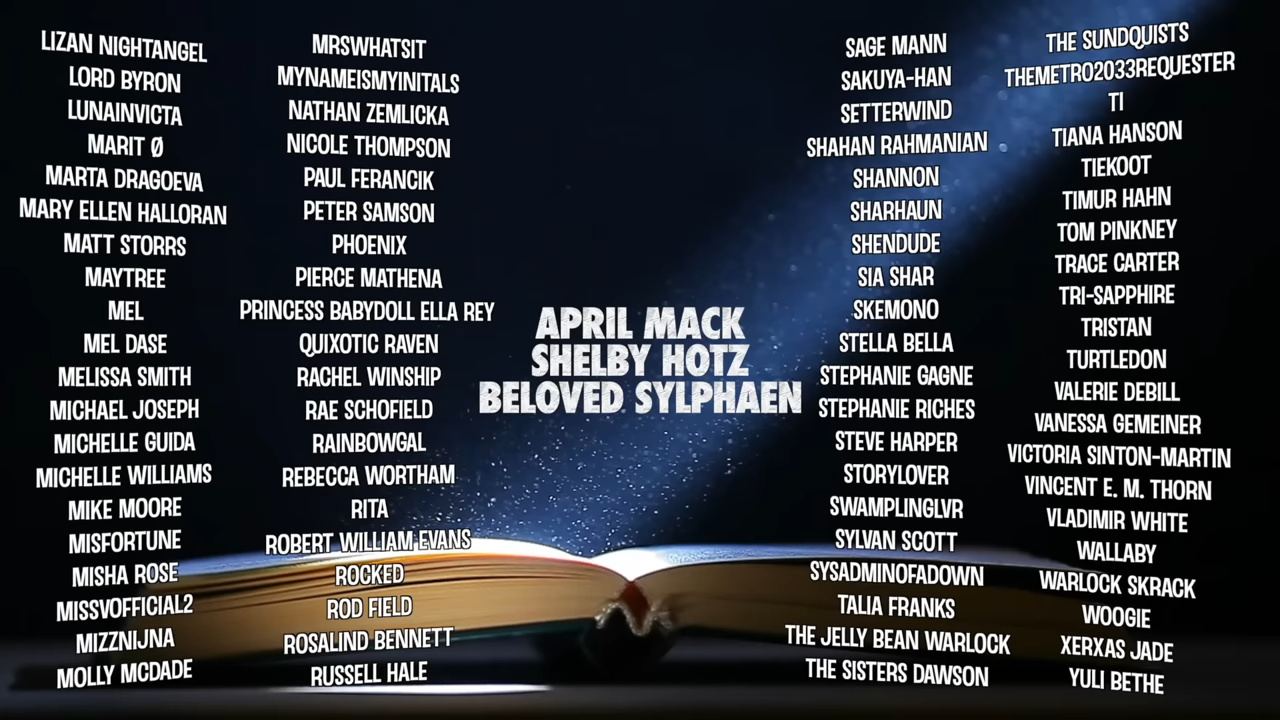 LIZAN NIGHTANGEL
LORD BYRON
LUNAINVICTA
MARIT Ø
MARTA DRAGOEVA
MARY ELLEN HALLORAN
MATT STORRS
MAYTREE
MEL
MEL DASE
MELISSA SMITH
MICHAEL JOSEPH
MICHELLE GUIDA
MICHELLE WILLIAMS
MIKE MOORE
MISFORTUNE
MISHA ROSE
MISSVOFFICIAL2
MIZZNIJNA
MOLLY MCDADE
MRSWHATSIT
MYNAMEISMYINITALS
NATHAN ZEMLICKA
NICOLE THOMPSON
PAUL FERANCIK
PETER SAMSON
PHOENIX
PIERCE MATHENA
PRINCESS BABYDOLL ELLA REY
QUIXOTIC RAVEN
RACHEL WINSHIP
RAE SCHOFIELD
RAINBOWGAL
REBECCA WORTHAM
RITA
ROBERT WILLIAM EVANS
ROCKED
ROD FIELD
ROSALIND BENNETT
RUSSELL HALE
APRIL MACK
SHELBY HOTZ
BELOVED SYLPHAEN
SAGE MANN
SAKUYA-HAN
SETTERWIND
SHAHAN RAHMANIAN
SHANNON
SHARHAUN
SHENDUDE
SIA SHAR
SKEMONO
STELLA BELLA
STEPHANIE GAGNE
STEPHANIE RICHES
STEVE HARPER
STORYLOVER
SWAMPLINGLVR
SYLVAN SCOTT
SYSADMINOFADOWN
TALIA FRANKS
THE JELLY BEAN WARLOCK
THE SISTERS DAWSON
THE SUNDQUISTS
THEMETRO2033REQUESTER
TI
TIANA HANSON
TIEKOOT
TIMUR HAHN
TOM PINKNEY
TRACE CARTER
TRI-SAPPHIRE
TRISTAN
TURTLEDON
VALERIE DEBILL
VANESSA GEMEINER
VICTORIA SINTON-MARTIN
VINCENT E. M. THORN
VLADIMIR WHITE
WALLABY
WARLOCK SKRACK
WOOGIE
XERXAS JADE
YULI BETHE